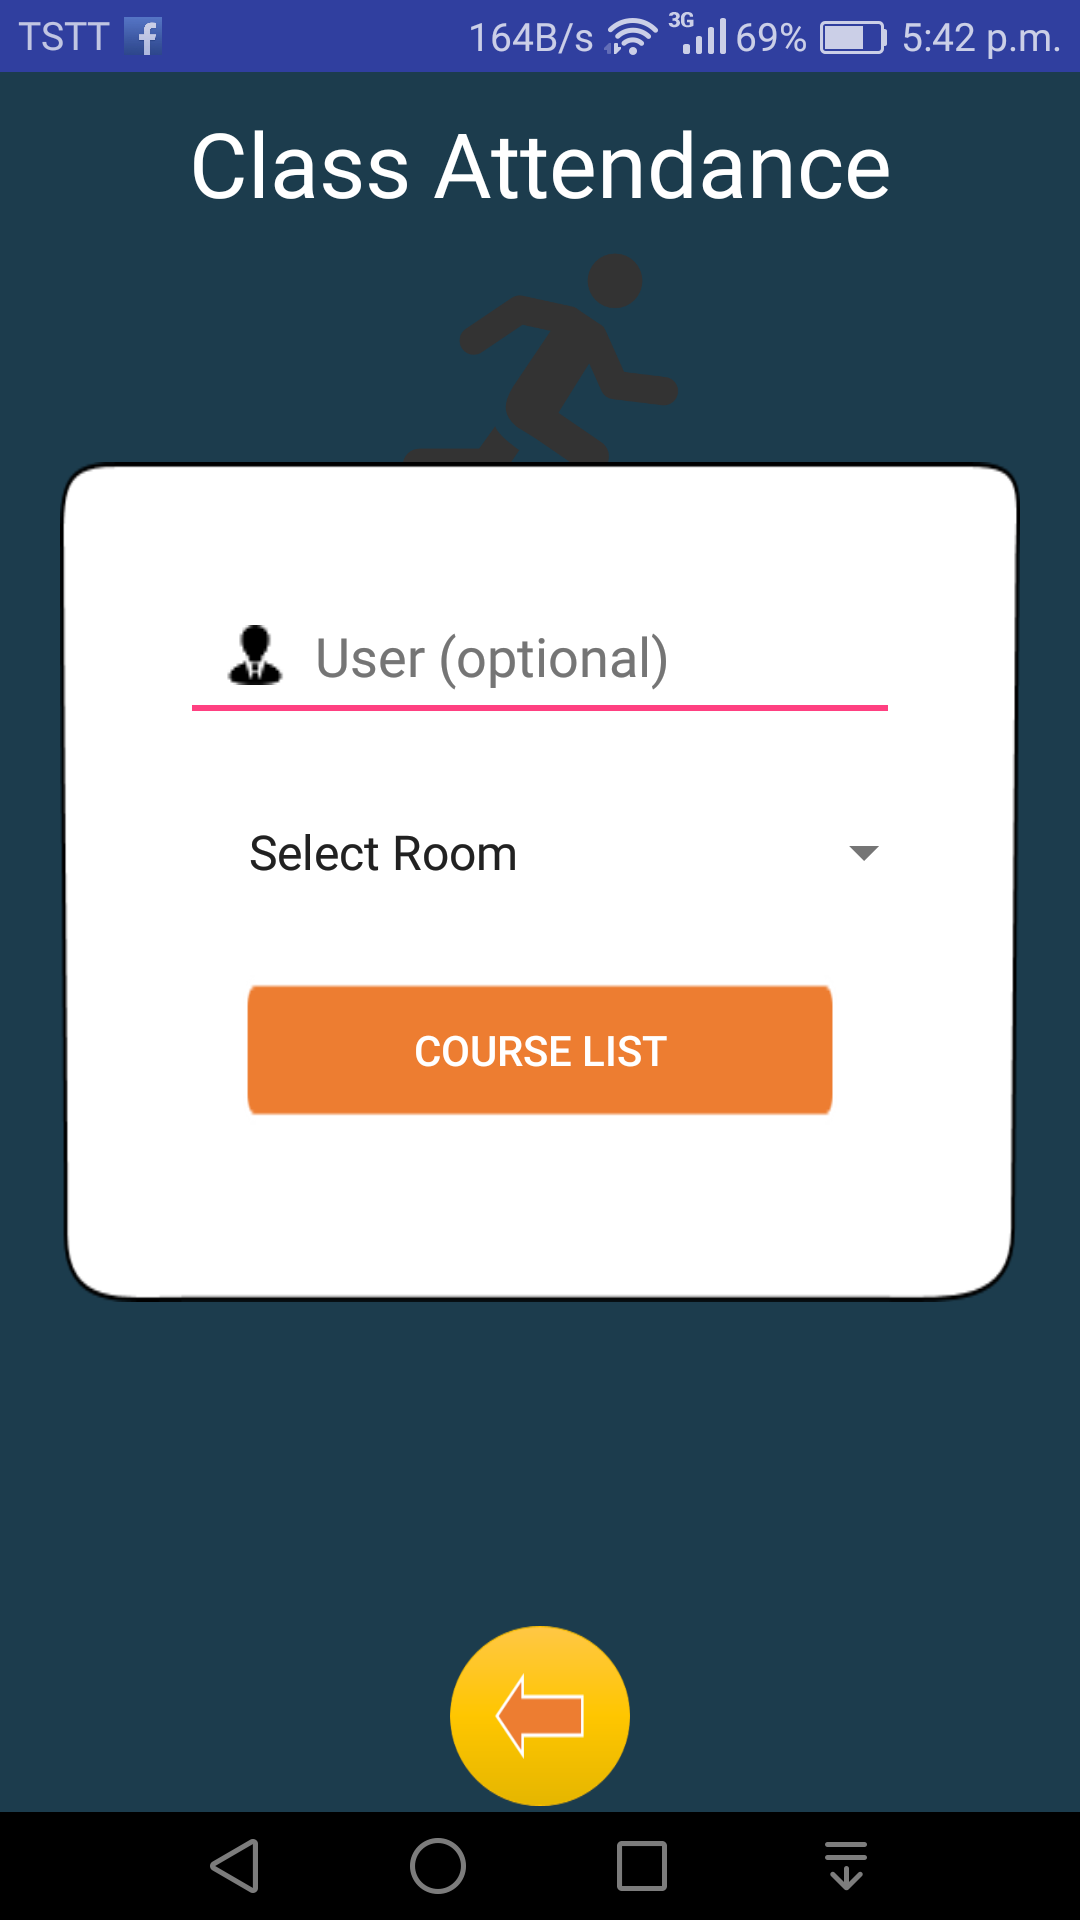 TSTT f 164B/s 3G 69% 5:42 p.m.
Class Attendance
User (optional)
Select Room
COURSE LIST